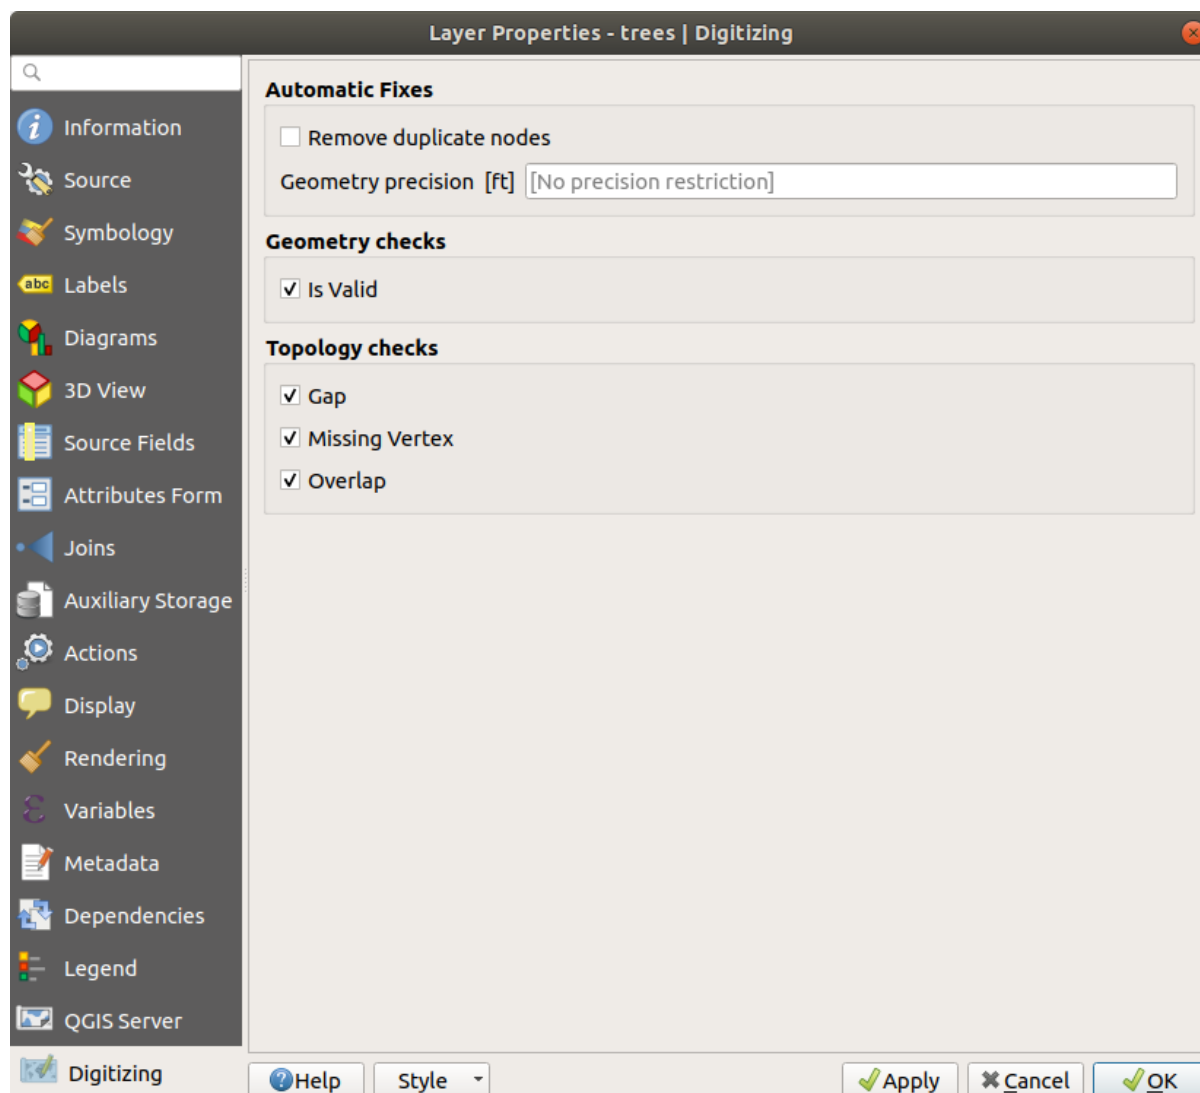 Layer Properties - trees | Digitizing
Information
Source
Symbology
abc Labels
Diagrams
3D View
Source Fields
Attributes Form
Joins
Auxiliary Storage
Actions
Display
Rendering
Variables
Metadata
Dependencies
Legend
QGIS Server
Digitizing
Automatic Fixes
Remove duplicate nodes
Geometry precision [ft] [No precision restriction]
Geometry checks
Is Valid
Topology checks
Gap
Missing Vertex
Overlap
Help Style Apply Cancel OK